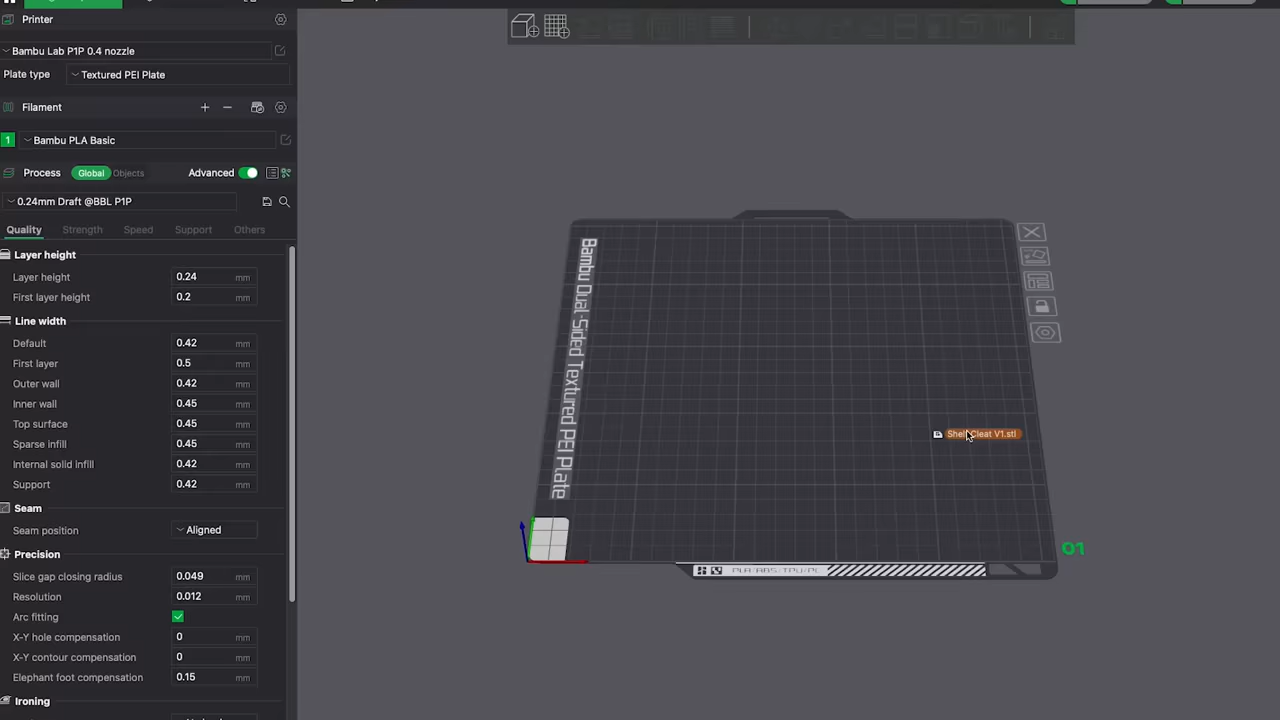 Printer
Bambu Lab P1P 0.4 nozzle
Plate type
Textured PEI Plate
Filament
1
Bambu PLA Basic
Process
Global
Objects
Advanced
0.24mm Draft @BBL P1P
Quality
Strength
Speed
Support
Others
Layer height
Layer height 0.24 mm
First layer height 0.2 mm
Line width
Default 0.42 mm
First layer 0.5 mm
Outer wall 0.42 mm
Inner wall 0.45 mm
Top surface 0.45 mm
Sparse infill 0.45 mm
Internal solid infill 0.42 mm
Support 0.42 mm
Seam
Seam position Aligned
Precision
Slice gap closing radius 0.049 mm
Resolution 0.012 mm
Arc fitting
X-Y hole compensation 0 mm
X-Y contour compensation 0 mm
Elephant foot compensation 0.15 mm
Ironing
Bambu Dual-Sided Textured PEI Plate
Cleat V1.stl
01